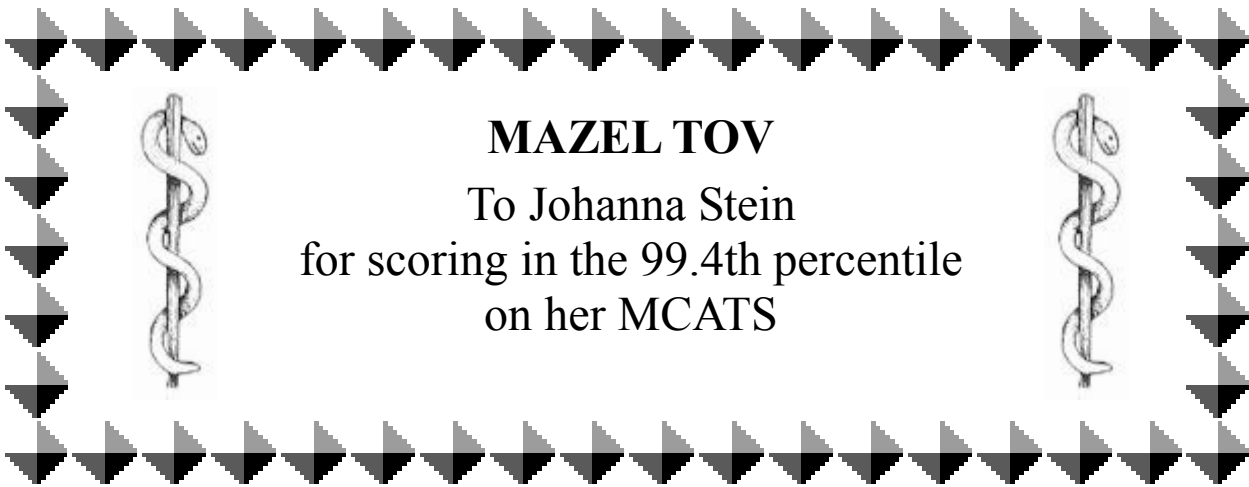 MAZEL TOV
To Johanna Stein
for scoring in the 99.4th percentile
on her MCATS